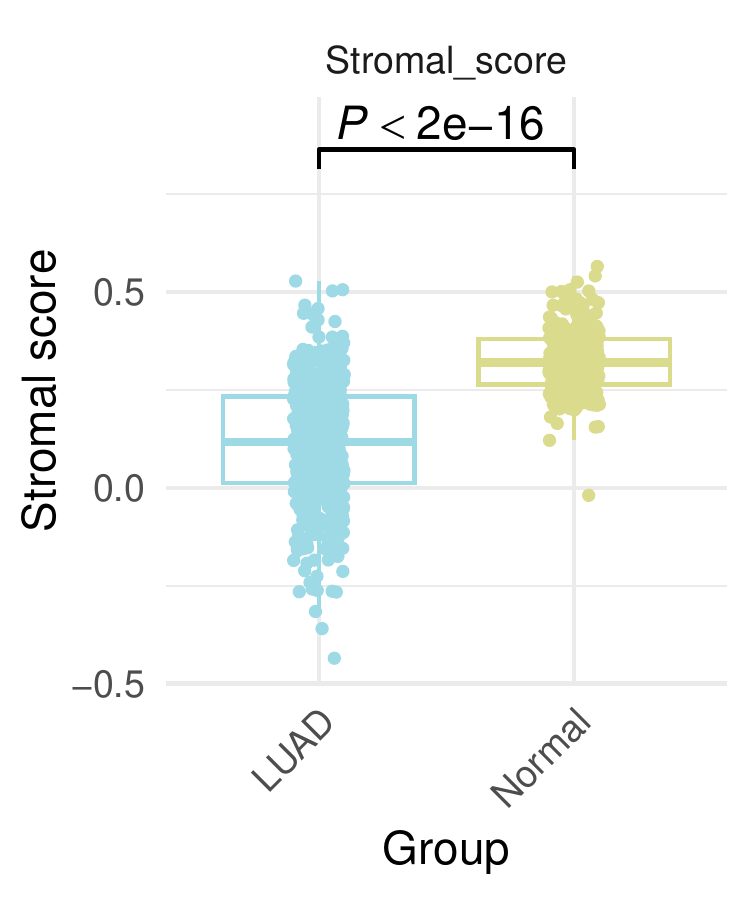 Stromal_score
P < 2e−16
Stromal score
0.5
0.0
−0.5
LUAD
Normal
Group